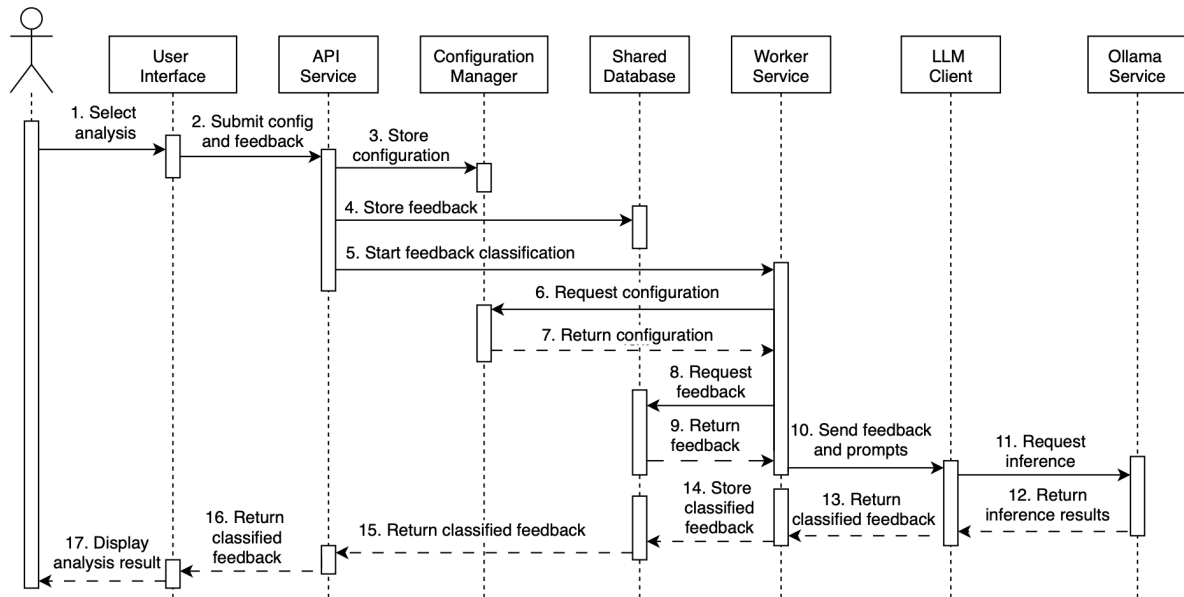 User
Interface
API
Service
Configuration
Manager
Shared
Database
Worker
Service
LLM
Client
Ollama
Service
1. Select
analysis
2. Submit config
and feedback
3. Store
configuration
4. Store feedback
5. Start feedback classification
6. Request configuration
7. Return configuration
8. Request
feedback
9. Return
feedback
10. Send feedback
and prompts
11. Request
inference
12. Return
inference results
13. Return
classified feedback
14. Store
classified
feedback
15. Return classified feedback
16. Return
classified
feedback
17. Display
analysis result